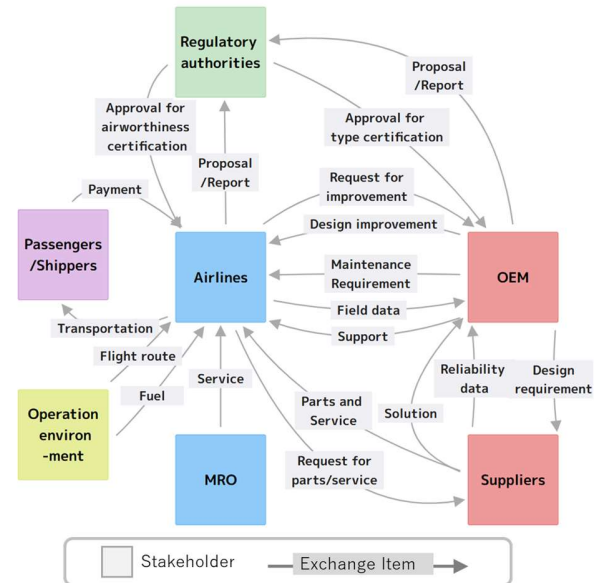 Regulatory
authorities
Proposal
/Report
Approval for
airworthiness
certification
Approval for
type certification
Proposal
/Report
Request for
improvement
Payment
Design improvement
Passengers
/Shippers
Airlines
Maintenance
Requirement
OEM
Field data
Transportation
Support
Flight route
Service
Reliability
data
Design
requirement
Fuel
Parts and
Service
Solution
Operation
environ
-ment
MRO
Request for
parts/service
Suppliers
Stakeholder
Exchange Item